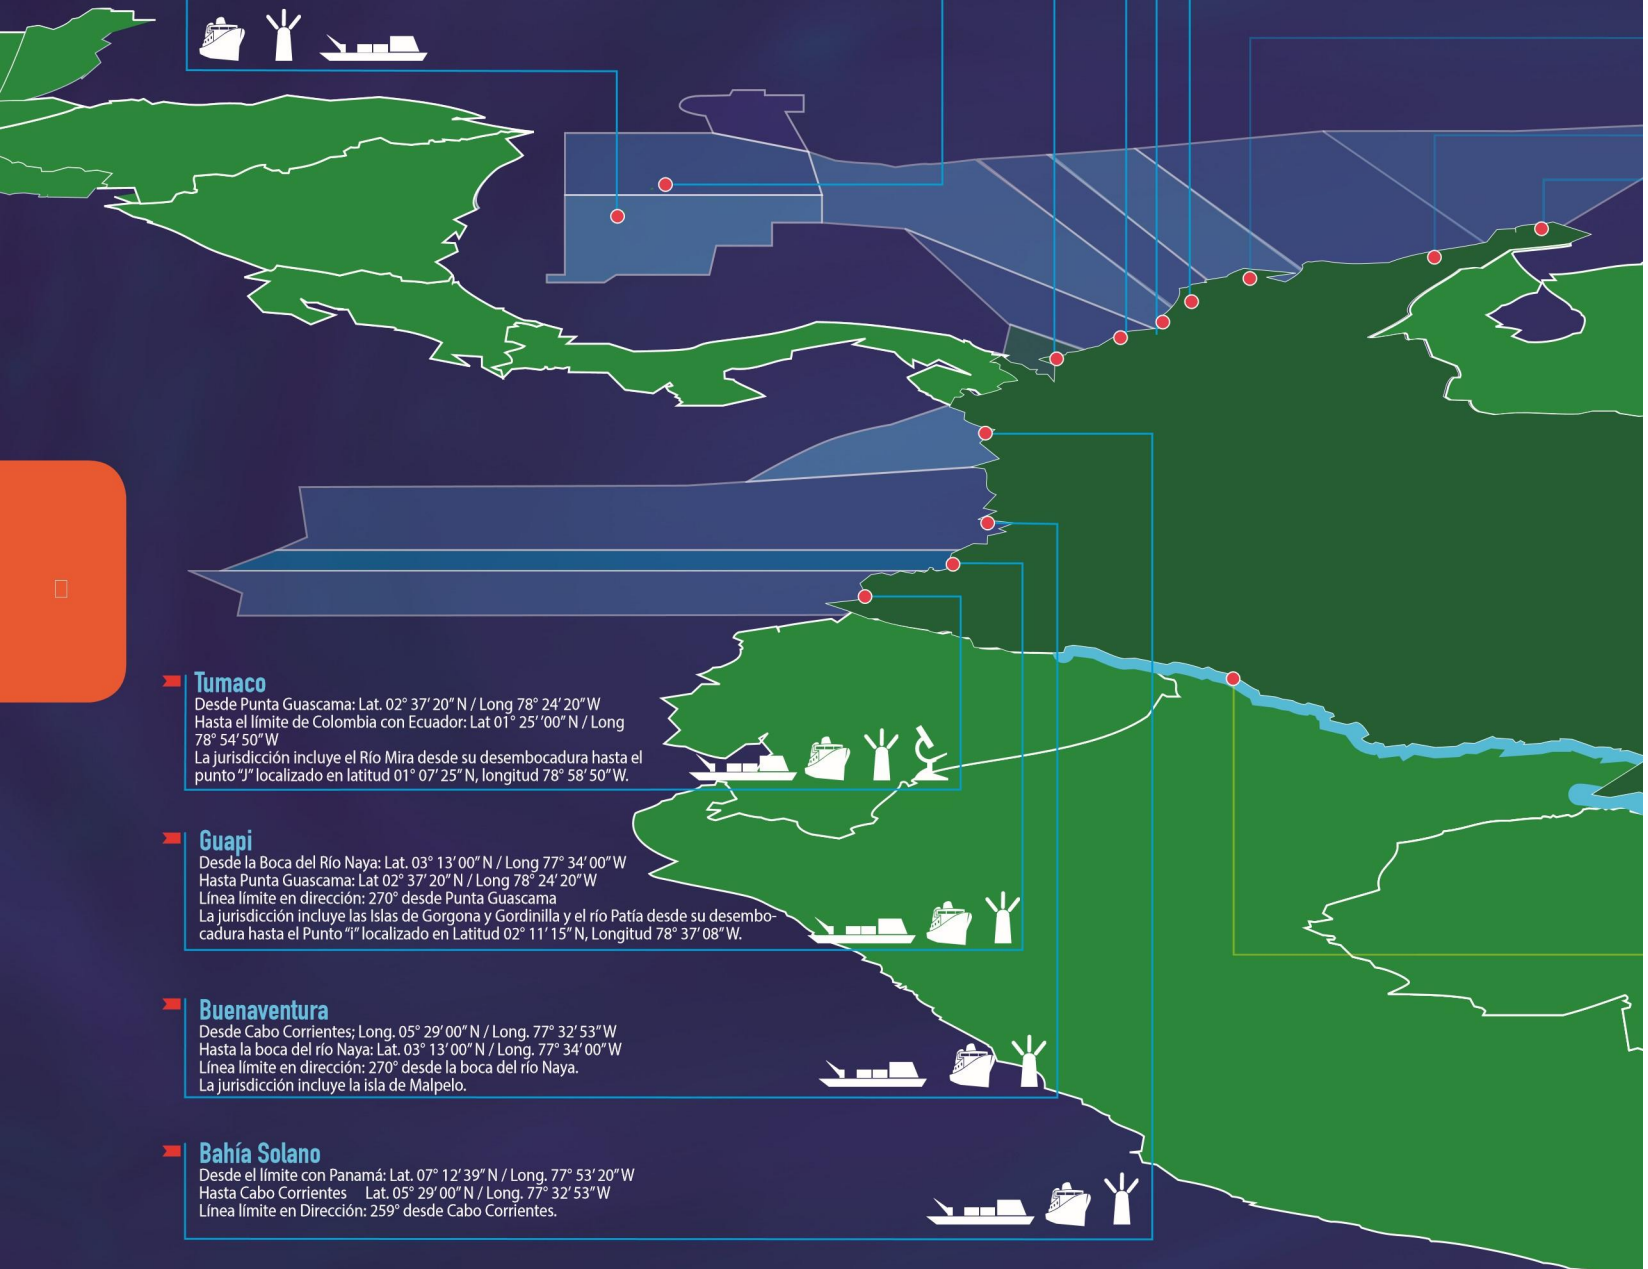 Tumaco
Desde Punta Guascama: Lat. 02° 37’ 20” N / Long 78° 24’ 20” W
Hasta el límite de Colombia con Ecuador: Lat 01° 25’ ’00” N / Long
78° 54’ 50” W
La jurisdicción incluye el Río Mira desde su desembocadura hasta el
punto “J” localizado en latitud 01° 07’ 25” N, longitud 78° 58’ 50” W.
Guapi
Desde la Boca del Río Naya: Lat. 03° 13’ 00” N / Long 77° 34’ 00” W
Hasta Punta Guascama: Lat 02° 37’ 20” N / Long 78° 24’ 20” W
Línea límite en dirección: 270° desde Punta Guascama
La jurisdicción incluye las Islas de Gorgona y Gordinilla y el río Patía desde su desembo-
cadura hasta el Punto “i” localizado en Latitud 02° 11’ 15” N, Longitud 78° 37’ 08” W.
Buenaventura
Desde Cabo Corrientes; Long. 05° 29’ 00” N / Long. 77° 32’ 53” W
Hasta la boca del río Naya: Lat. 03° 13’ 00” N / Long. 77° 34’ 00” W
Línea límite en dirección: 270° desde la boca del río Naya.
La jurisdicción incluye la isla de Malpelo.
Bahía Solano
Desde el límite con Panamá: Lat. 07° 12’ 39” N / Long. 77° 53’ 20” W
Hasta Cabo Corrientes Lat. 05° 29’ 00” N / Long. 77° 32’ 53” W
Línea límite en Dirección: 259° desde Cabo Corrientes.